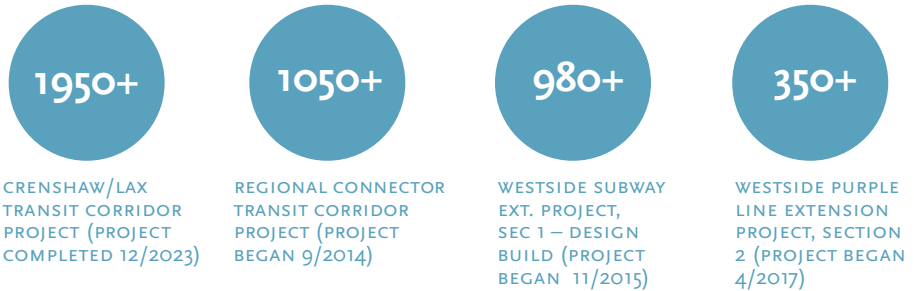 1950+
CRENSHAW/LAX
TRANSIT CORRIDOR
PROJECT (PROJECT
COMPLETED 12/2023)
1050+
REGIONAL CONNECTOR
TRANSIT CORRIDOR
PROJECT (PROJECT
BEGAN 9/2014)
980+
WESTSIDE SUBWAY
EXT. PROJECT,
SEC 1 – DESIGN
BUILD (PROJECT
BEGAN 11/2015)
350+
WESTSIDE PURPLE
LINE EXTENSION
PROJECT, SECTION
2 (PROJECT BEGAN
4/2017)